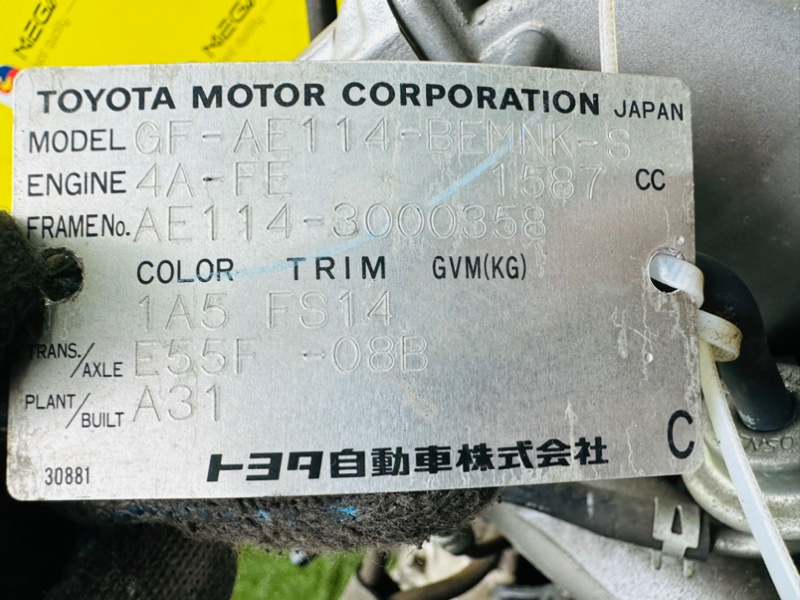 TOYOTA MOTOR CORPORATION JAPAN
MODEL GF-AE114-BEMNK-S
ENGINE 4A-FE 1587 CC
FRAME No. AE114-3000358
COLOR TRIM GVM(KG)
1A5 FS14
TRANS./AXLE E55F -08B
PLANT/BUILT A31
C
30881 トヨタ自動車株式会社